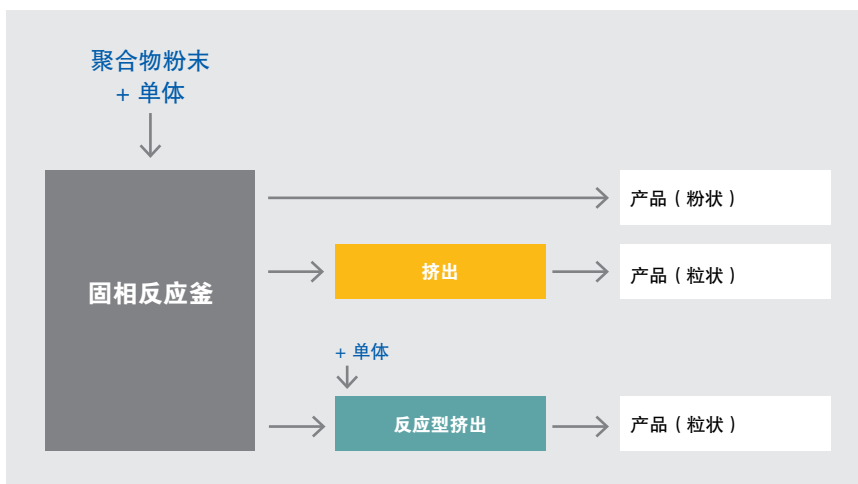 聚合物粉末
+ 单体
固相反应釜
产品（粉状）
挤出
产品（粒状）
+ 单体
反应型挤出
产品（粒状）